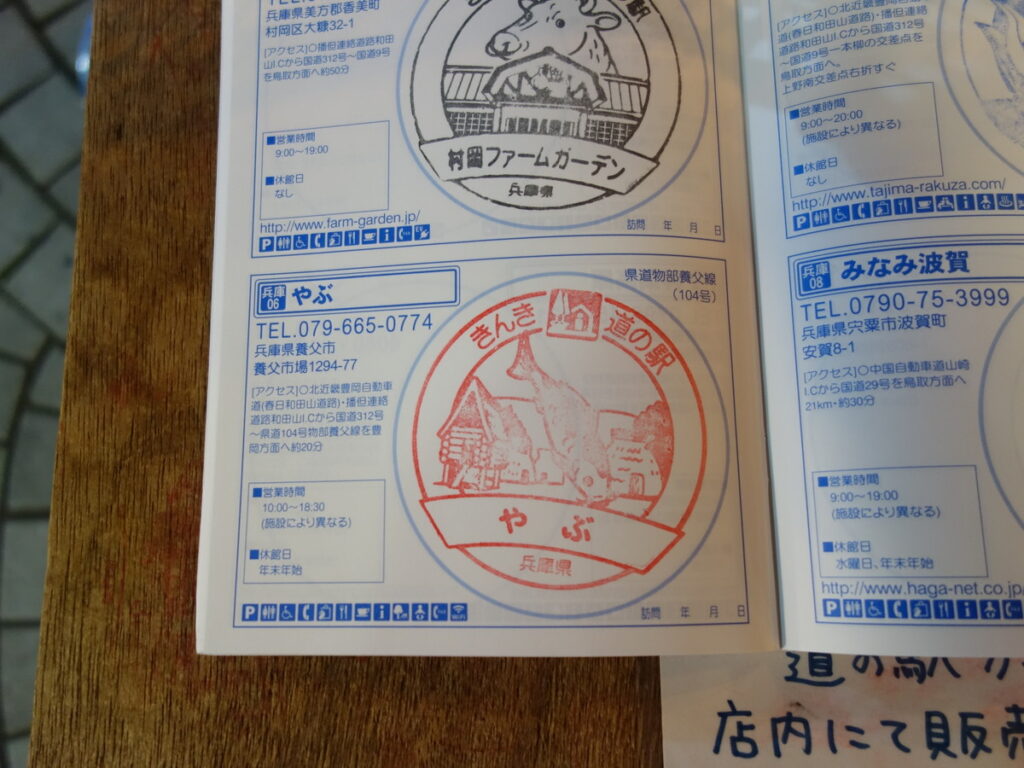 兵庫県美方郡香美町
村岡区大糠32-1
[アクセス]○播但連絡道路和田
山I.Cから国道312号〜国道9号
を鳥取方面へ約50分
■営業時間
9:00〜19:00
■休館日
なし
http://www.farm-garden.jp/
の駅
村岡ファームガーデン
兵庫県
訪問 年 月 日
兵庫
06
やぶ
県道物部養父線
(104号)
TEL.079-665-0774
兵庫県養父市
養父市場1294-77
[アクセス]○北近畿豊岡自動車
道(春日和田山道路)・播但連絡
道路和田山I.Cから国道312号
〜県道104号物部養父線を豊
岡方面へ約20分
■営業時間
10:00〜18:30
(施設により異なる)
■休館日
年末年始
きんき 道の駅
やぶ
兵庫県
訪問 年 月 日
[アクセス]○北近畿豊岡自動車道
(春日和田山道路)・播但連絡
道路和田山I.Cから国道312号
〜国道9号一本柳の交差点を
鳥取方面へ。
上野南交差点右折すぐ
■営業時間
9:00〜20:00
(施設により異なる)
■休館日
なし
http://www.tajima-rakuza.com/
兵庫
08
みなみ波賀
TEL.0790-75-3999
兵庫県宍粟市波賀町
安賀8-1
[アクセス]○中国自動車道山崎
I.Cから国道29号を鳥取方面へ
21km・約30分
■営業時間
9:00〜19:00
(施設により異なる)
■休館日
水曜日、年末年始
http://www.haga-net.co.jp
道の駅
店内にて販売